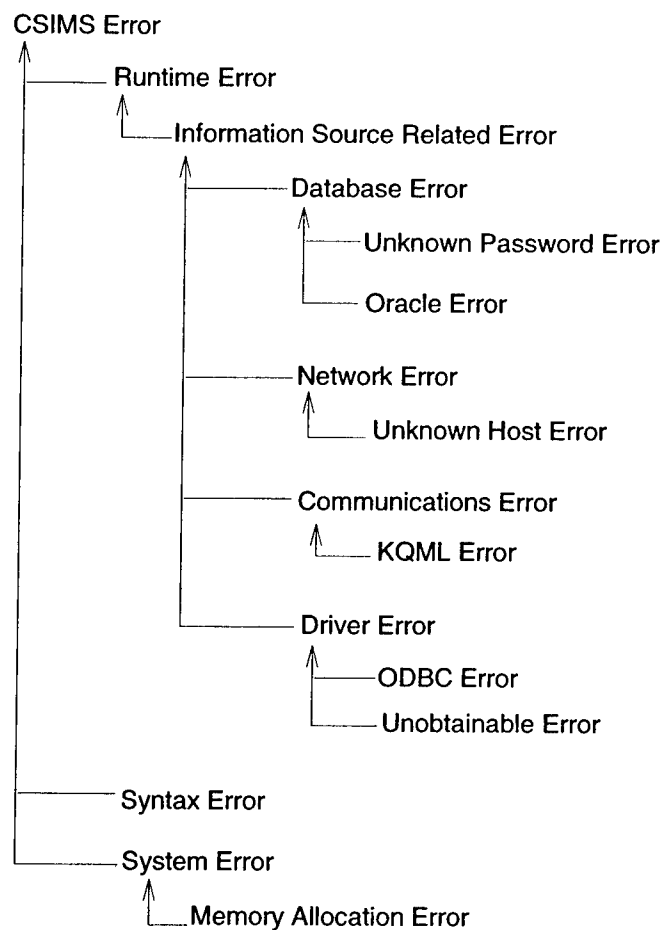 CSIMS Error
Runtime Error
Information Source Related Error
Database Error
Unknown Password Error
Oracle Error
Network Error
Unknown Host Error
Communications Error
KQML Error
Driver Error
ODBC Error
Unobtainable Error
Syntax Error
System Error
Memory Allocation Error